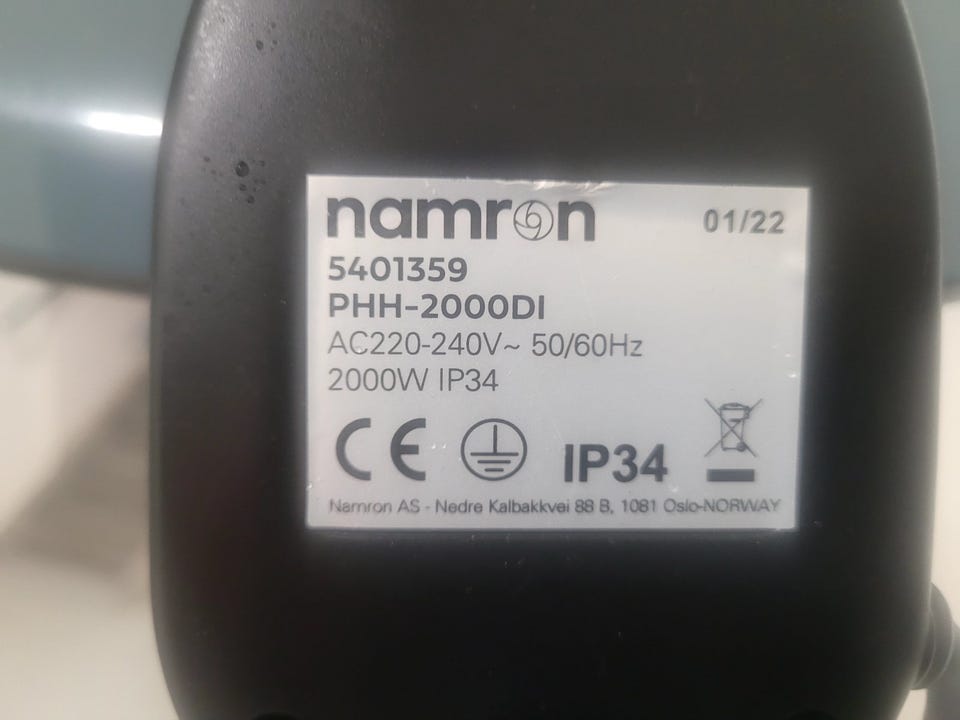 namron
01/22
5401359
PHH-2000DI
AC220-240V~ 50/60Hz
2000W IP34
CE
IP34
Namron AS - Nedre Kalbakkvei 88 B, 1081 Oslo-NORWAY